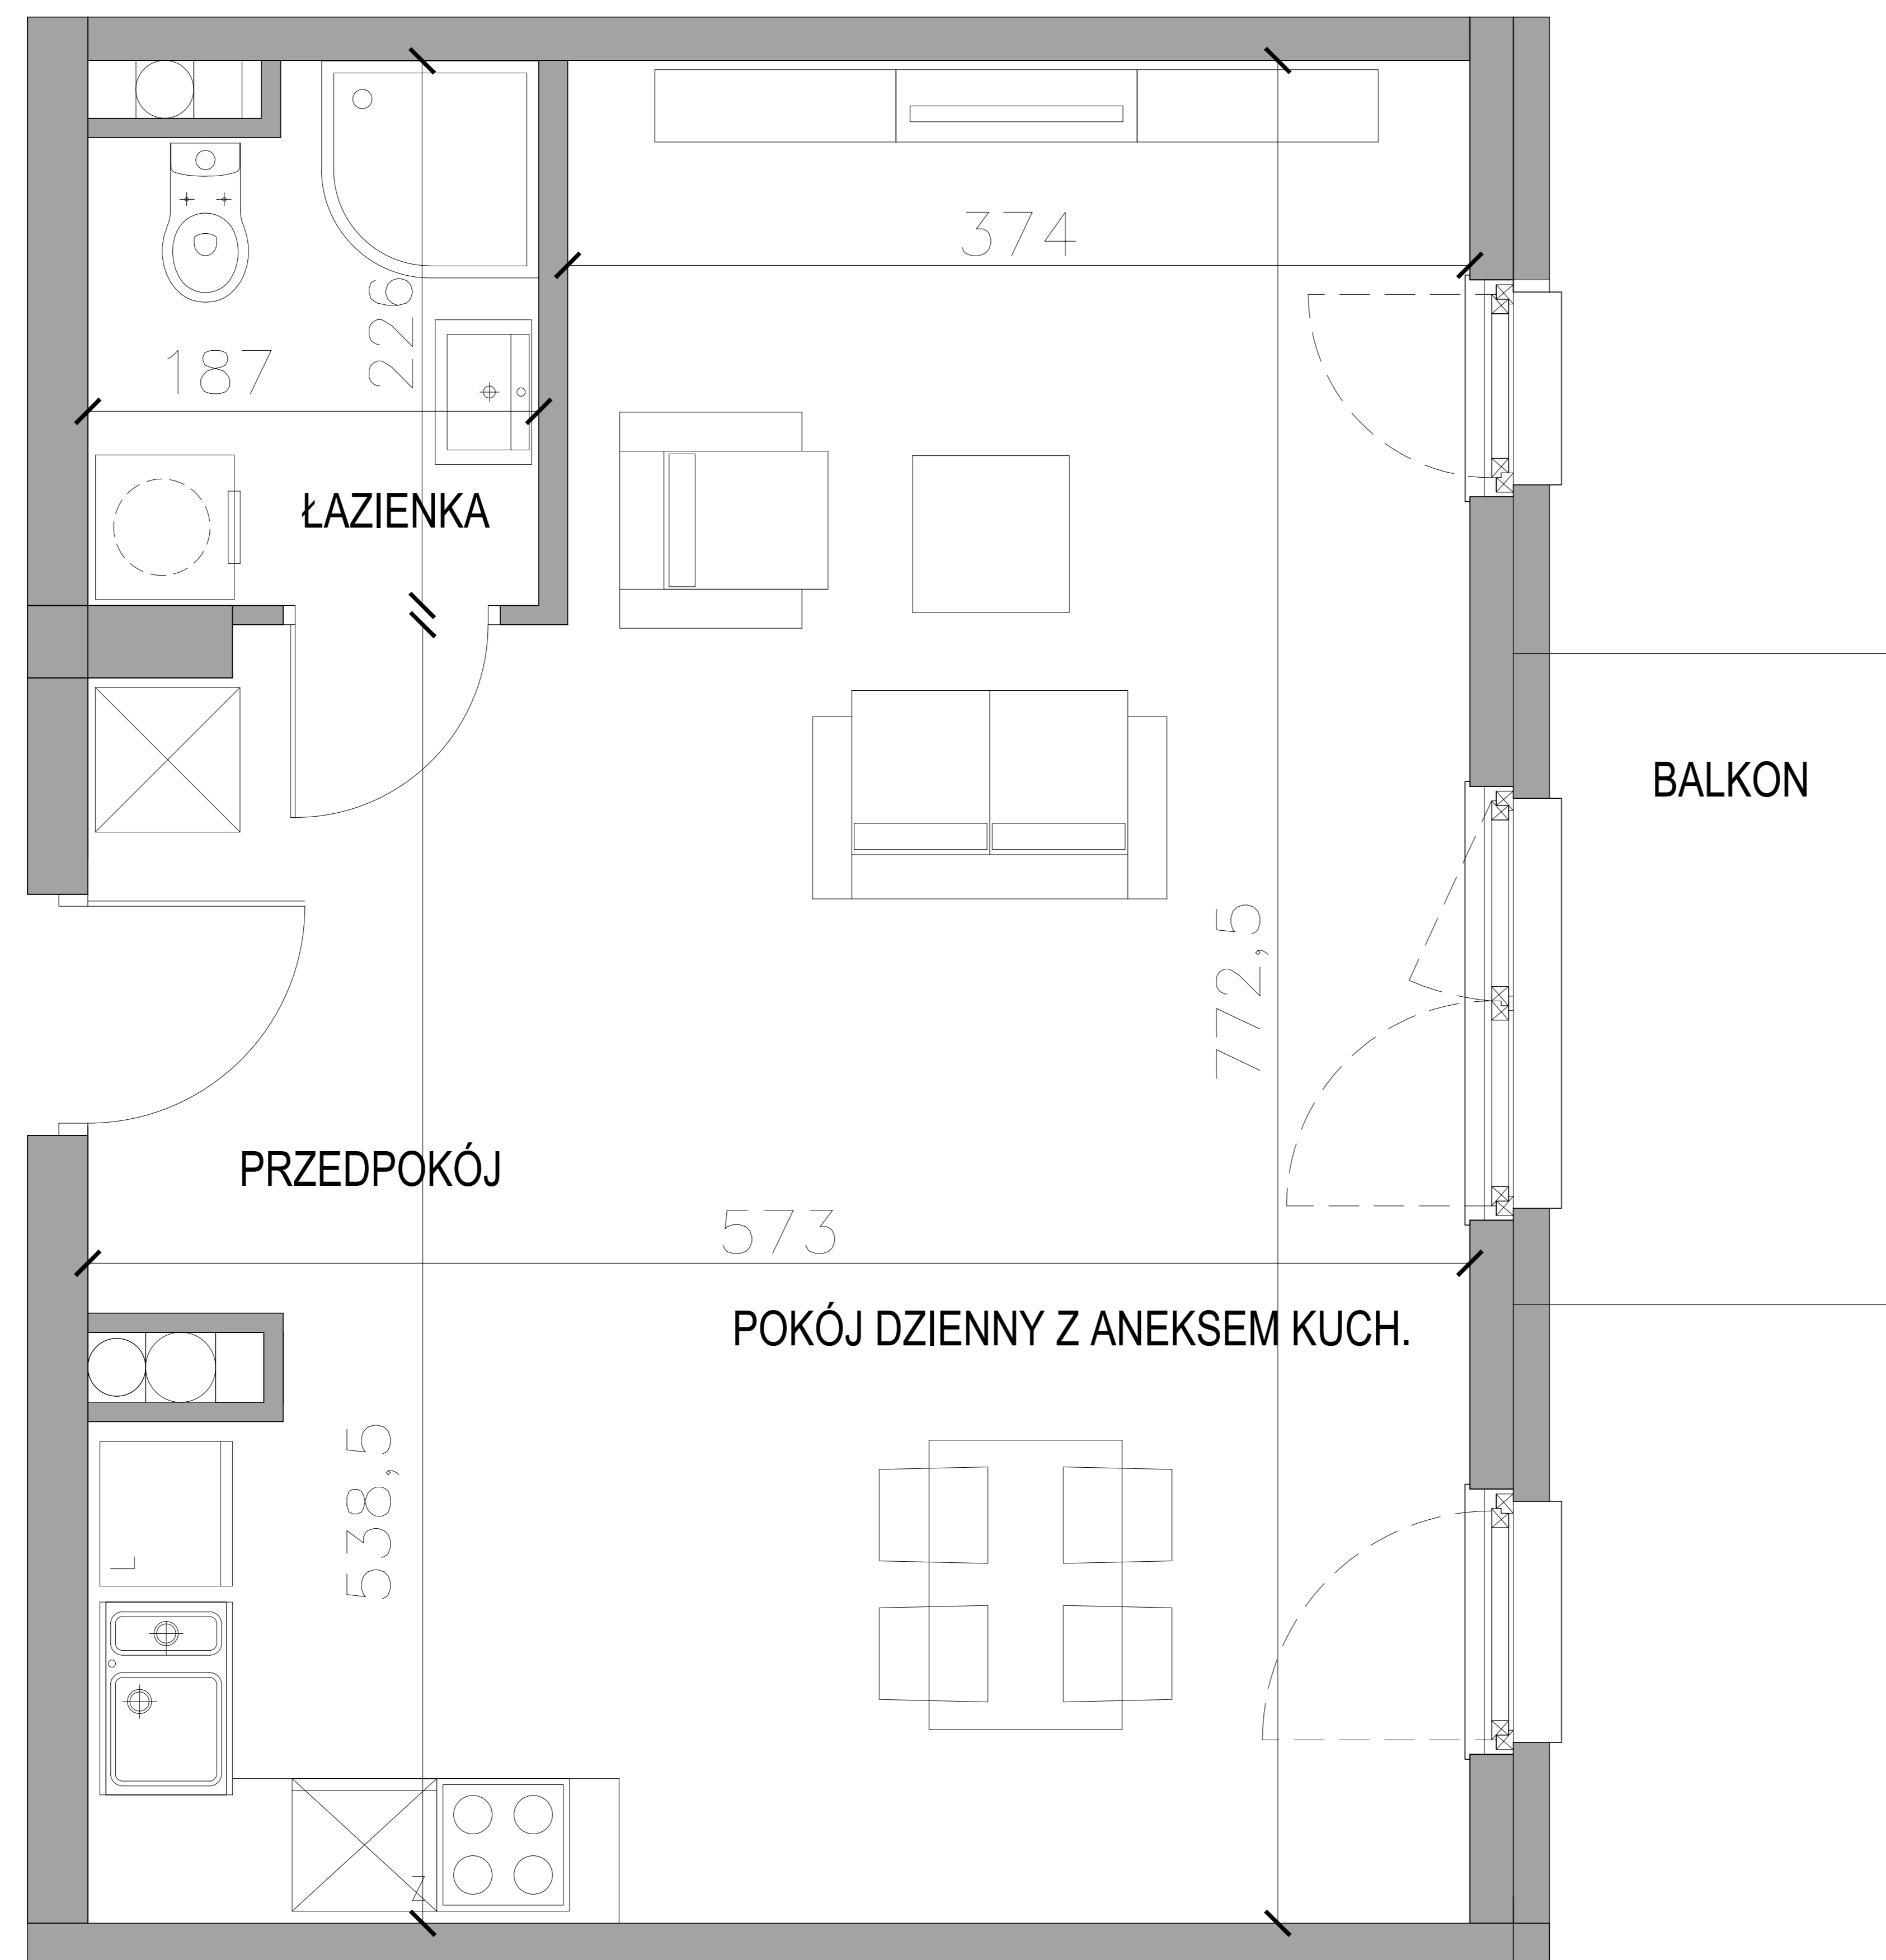 374
226
187
ŁAZIENKA
BALKON
772,5
PRZEDPOKÓJ
573
POKÓJ DZIENNY Z ANEKSEM KUCH.
538,5
L
Z